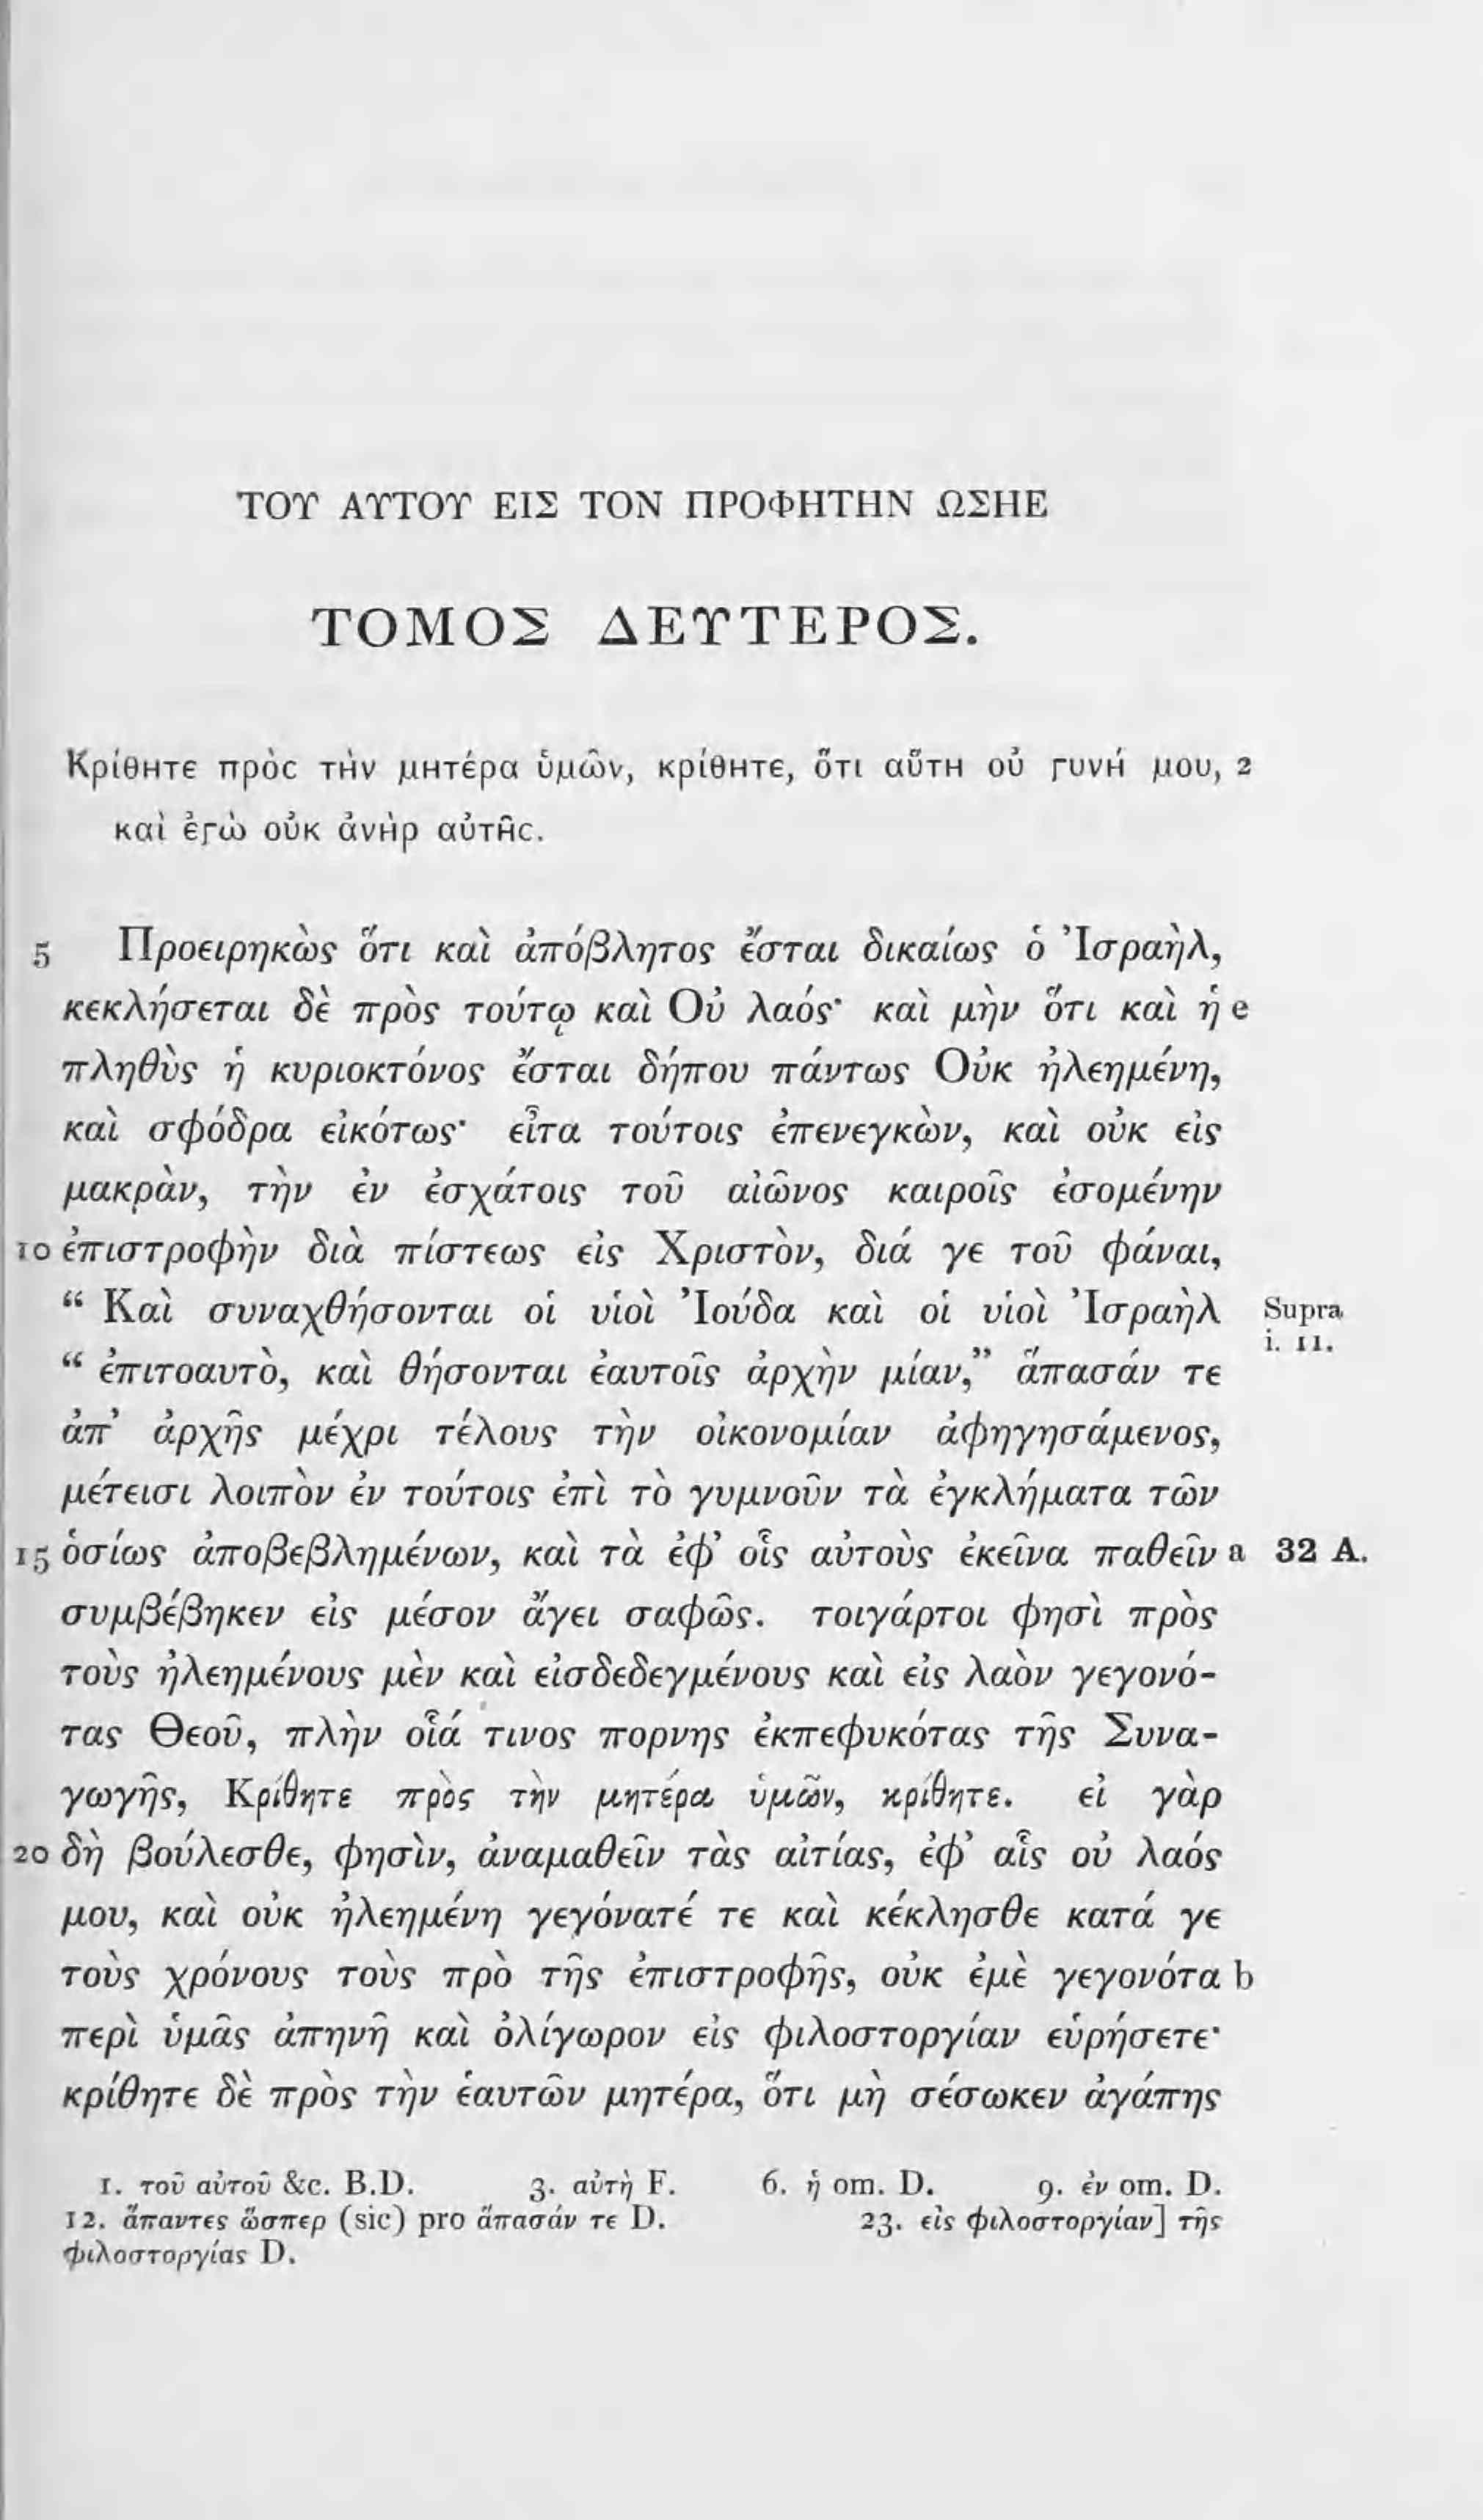 ΤΟΥ ΑΥΤΟΥ ΕΙΣ ΤΟΝ ΠΡΟΦΗΤΗΝ ΩΣΗΕ
ΤΟΜΟΣ ΔΕΥΤΕΡΟΣ.
Κρίθητε πρὸς τὴν μητέρα ὑμῶν, κρίθητε, ὅτι αὕτη οὐ γυνή μου, 2
καὶ ἐγὼ οὐκ ἀνὴρ αὐτῆς.
5 Προειρηκὼς ὅτι καὶ ἀπόβλητος ἔσται δικαίως ὁ Ἰσραὴλ,
κεκλήσεται δὲ πρὸς τούτῳ καὶ Οὐ λαός· καὶ μὴν ὅτι καὶ ἡ e
πληθὺς ἡ κυριοκτόνος ἔσται δήπου πάντως Οὐκ ἠλεημένη,
καὶ σφόδρα εἰκότως· εἶτα τούτοις ἐπενεγκὼν, καὶ οὐκ εἰς
μακρὰν, τὴν ἐν ἐσχάτοις τοῦ αἰῶνος καιροῖς ἐσομένην
10 ἐπιστροφὴν διὰ πίστεως εἰς Χριστὸν, διά γε τοῦ φάναι,
“ Καὶ συναχθήσονται οἱ υἱοὶ Ἰούδα καὶ οἱ υἱοὶ Ἰσραὴλ Supra
i. 11.
“ ἐπιτοαυτὸ, καὶ θήσονται ἑαυτοῖς ἀρχὴν μίαν,” ἅπασάν τε
ἀπ’ ἀρχῆς μέχρι τέλους τὴν οἰκονομίαν ἀφηγησάμενος,
μέτεισι λοιπὸν ἐν τούτοις ἐπὶ τὸ γυμνοῦν τὰ ἐγκλήματα τῶν
15 ὁσίως ἀποβεβλημένων, καὶ τὰ ἐφ’ οἷς αὐτοὺς ἐκεῖνα παθεῖν a 32 A.
συμβέβηκεν εἰς μέσον ἄγει σαφῶς. τοιγάρτοι φησὶ πρὸς
τοὺς ἠλεημένους μὲν καὶ εἰσδεδεγμένους καὶ εἰς λαὸν γεγονό-
τας Θεοῦ, πλὴν οἷά τινος πορνης ἐκπεφυκότας τῆς Συνα-
γωγῆς, Κρίθητε πρὸς τὴν μητέρα ὑμῶν, κρίθητε. εἰ γὰρ
20 δὴ βούλεσθε, φησὶν, ἀναμαθεῖν τὰς αἰτίας, ἐφ’ αἷς οὐ λαός
μου, καὶ οὐκ ἠλεημένη γεγόνατέ τε καὶ κέκλησθε κατά γε
τοὺς χρόνους τοὺς πρὸ τῆς ἐπιστροφῆς, οὐκ ἐμὲ γεγονότα b
περὶ ὑμᾶς ἀπηνῆ καὶ ὀλίγωρον εἰς φιλοστοργίαν εὑρήσετε·
κρίθητε δὲ πρὸς τὴν ἑαυτῶν μητέρα, ὅτι μὴ σέσωκεν ἀγάπης
1. τοῦ αὐτοῦ &c. B.D. 3. αὐτὴ F. 6. ἡ om. D. 9. ἐν om. D.
12. ἅπαντες ὥσπερ (sic) pro ἅπασάν τε D. 23. εἰς φιλοστοργίαν] τῆς
φιλοστοργίας D.